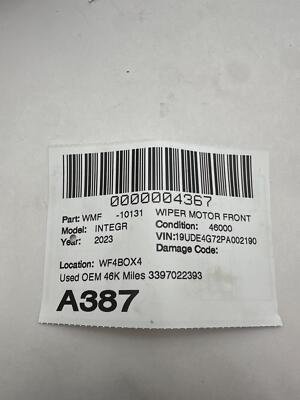 0000004367
Part: WMF -10131 WIPER MOTOR FRONT
Model: INTEGR Condition: 46000
Year: 2023 VIN:19UDE4G72PA002190
Damage Code:
Location: WF4BOX4
Used OEM 46K Miles 3397022393
A387